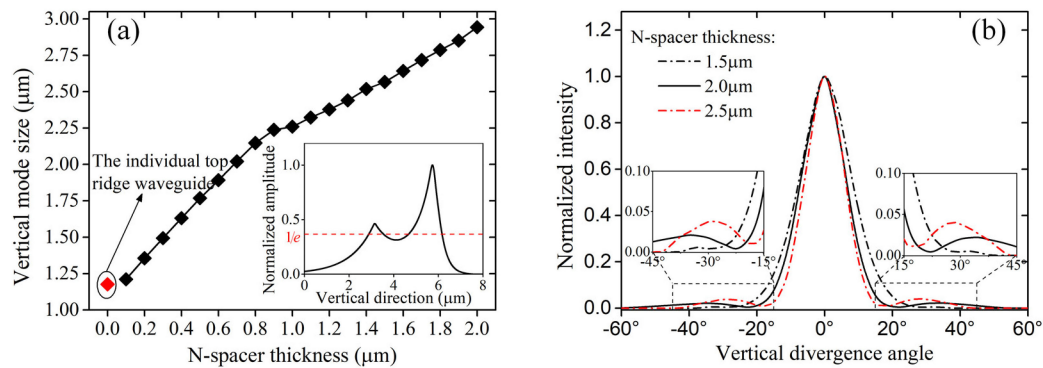 (a)
3.00
2.75
2.50
2.25
2.00
1.75
1.50
1.25
1.00
Vertical mode size (µm)
The individual top
ridge waveguide
0.0 0.2 0.4 0.6 0.8 1.0 1.2 1.4 1.6 1.8 2.0
N-spacer thickness (µm)
Normalized amplitude
1.0
0.5
1/e
0.0
0 2 4 6 8
Vertical direction (µm)
(b)
N-spacer thickness:
1.5µm
2.0µm
2.5µm
1.2
1.0
0.8
0.6
0.4
0.2
0.0
Normalized intensity
0.10
0.05
0.00
-45° -30° -15°
0.10
0.05
0.00
15° 30° 45°
-60° -40° -20° 0° 20° 40° 60°
Vertical divergence angle